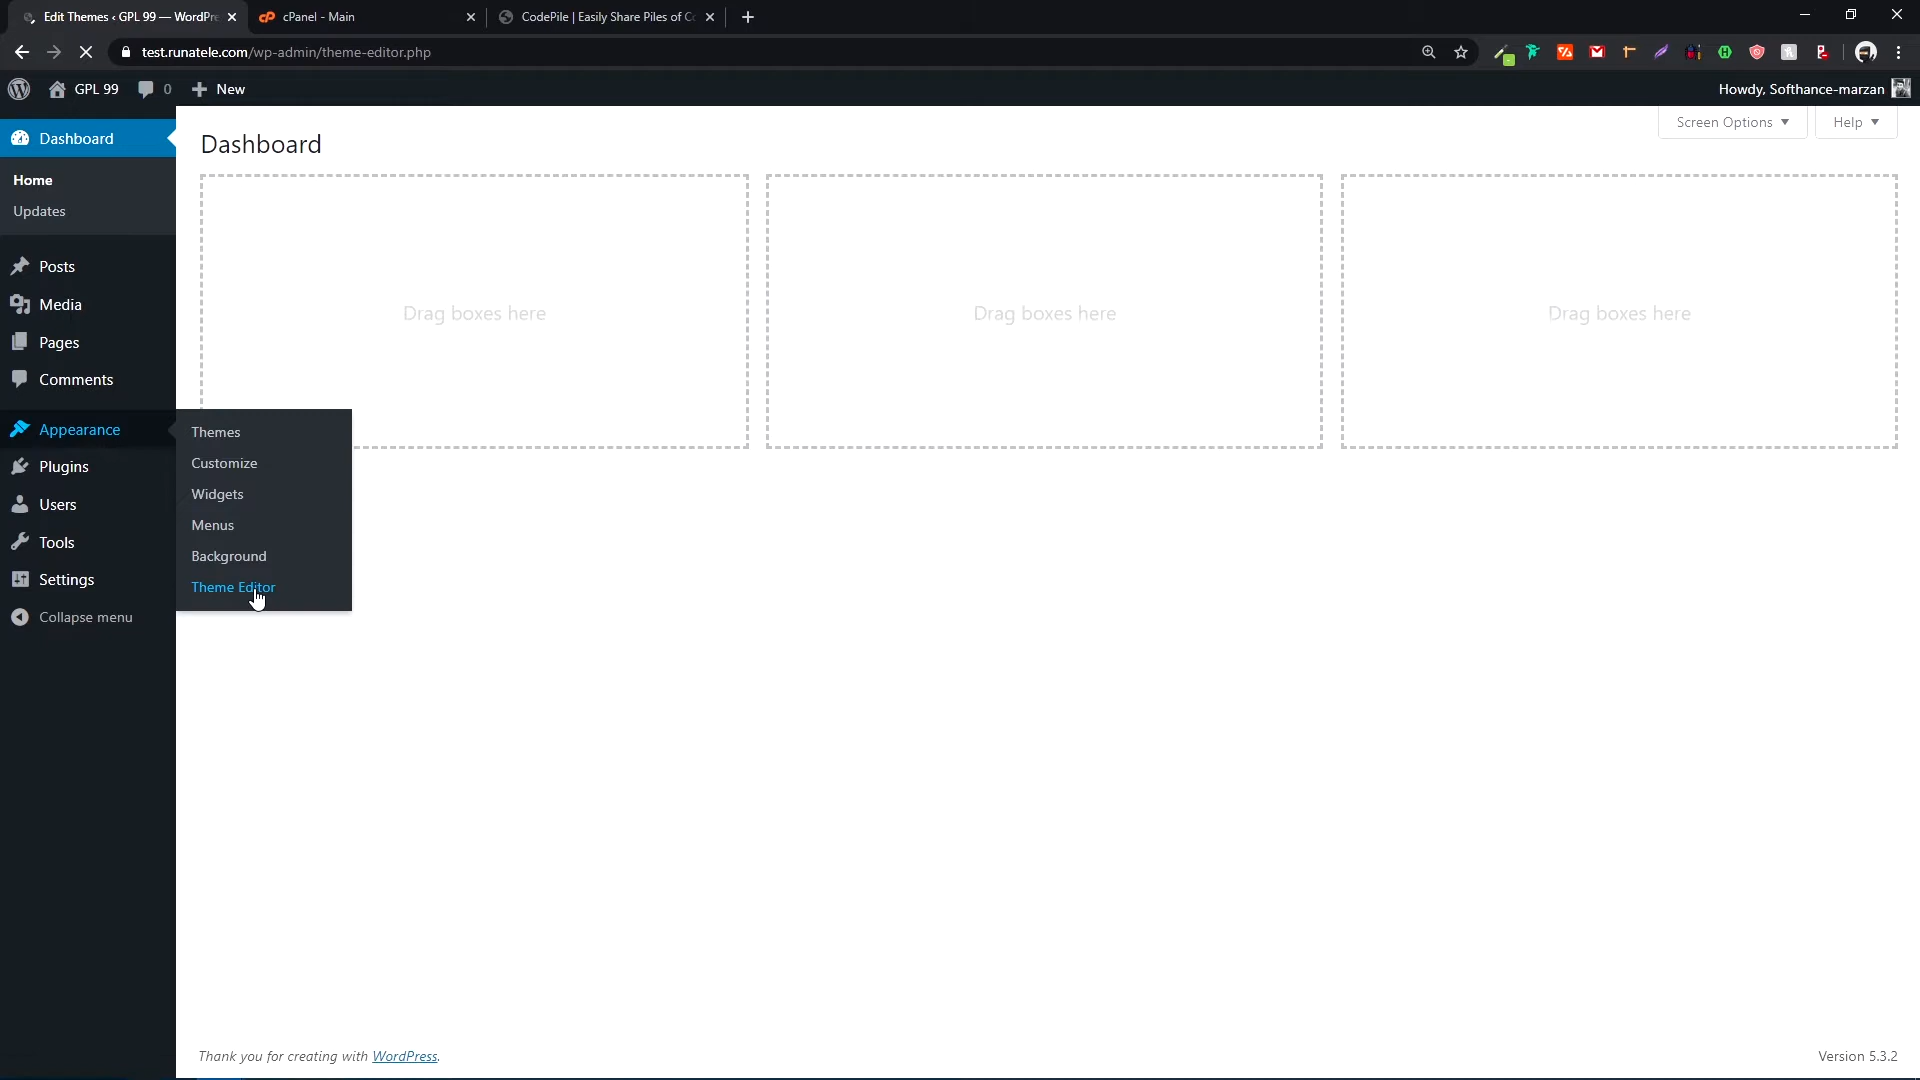 Edit Themes ‹ GPL 99 — WordPre
cPanel - Main
CodePile | Easily Share Piles of Co
test.runatele.com/wp-admin/theme-editor.php
GPL 99
0
New
Howdy, Softhance-marzan
Dashboard
Home
Updates
Posts
Media
Pages
Comments
Appearance
Plugins
Users
Tools
Settings
Collapse menu
Themes
Customize
Widgets
Menus
Background
Theme Editor
Screen Options
Help
Dashboard
Drag boxes here
Drag boxes here
Drag boxes here
Thank you for creating with WordPress.
Version 5.3.2